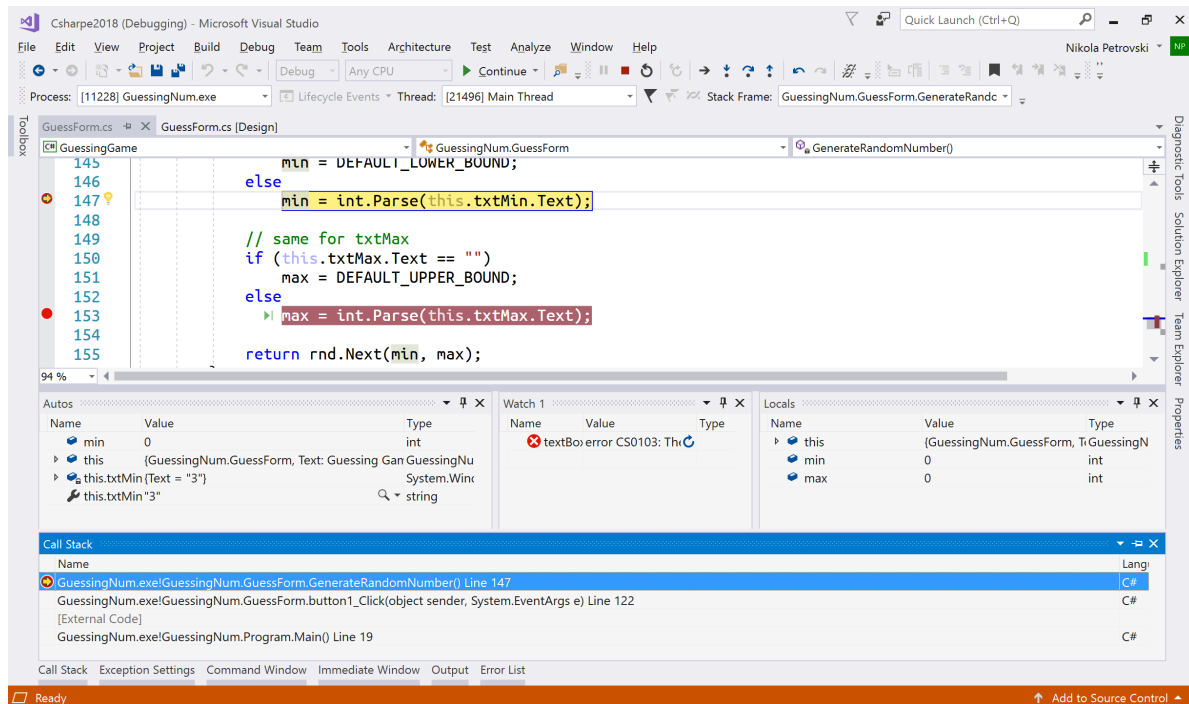 Csharpe2018 (Debugging) - Microsoft Visual Studio
Quick Launch (Ctrl+Q)
File Edit View Project Build Debug Team Tools Architecture Test Analyze Window Help
Nikola Petrovski
NP
Debug Any CPU Continue
Process: [11228] GuessingNum.exe Lifecycle Events Thread: [21496] Main Thread Stack Frame: GuessingNum.GuessForm.GenerateRandc
Toolbox
GuessForm.cs GuessForm.cs [Design]
C# GuessingGame GuessingNum.GuessForm GenerateRandomNumber()
145 min = DEFAULT_LOWER_BOUND;
146 else
147 min = int.Parse(this.txtMin.Text);
148
149 // same for txtMax
150 if (this.txtMax.Text == "")
151 max = DEFAULT_UPPER_BOUND;
152 else
153 max = int.Parse(this.txtMax.Text);
154
155 return rnd.Next(min, max);
94 %
Diagnostic Tools
Solution Explorer
Team Explorer
Properties
Autos
Name Value Type
min 0 int
this {GuessingNum.GuessForm, Text: Guessing Gan GuessingNu
this.txtMin {Text = "3"} System.Winc
this.txtMin "3" string
Watch 1
Name Value Type
textBox error CS0103: The
Locals
Name Value Type
this {GuessingNum.GuessForm, Te GuessingN
min 0 int
max 0 int
Call Stack
Name Langu
GuessingNum.exe!GuessingNum.GuessForm.GenerateRandomNumber() Line 147 C#
GuessingNum.exe!GuessingNum.GuessForm.button1_Click(object sender, System.EventArgs e) Line 122 C#
[External Code]
GuessingNum.exe!GuessingNum.Program.Main() Line 19 C#
Call Stack Exception Settings Command Window Immediate Window Output Error List
Ready
Add to Source Control